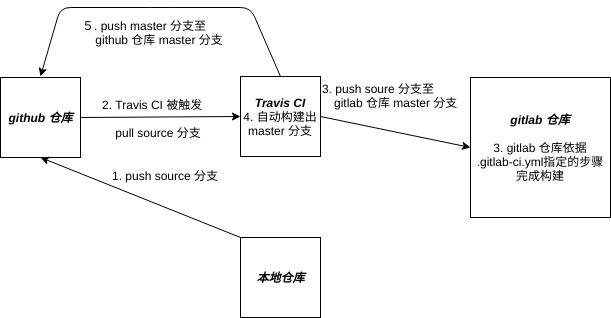 5. push master 分支至
github 仓库 master 分支
github 仓库
2. Travis CI 被触发
pull source 分支
Travis CI
4. 自动构建出
master 分支
3. push soure 分支至
gitlab 仓库 master 分支
gitlab 仓库
3. gitlab 仓库依据
.gitlab-ci.yml指定的步骤
完成构建
1. push source 分支
本地仓库